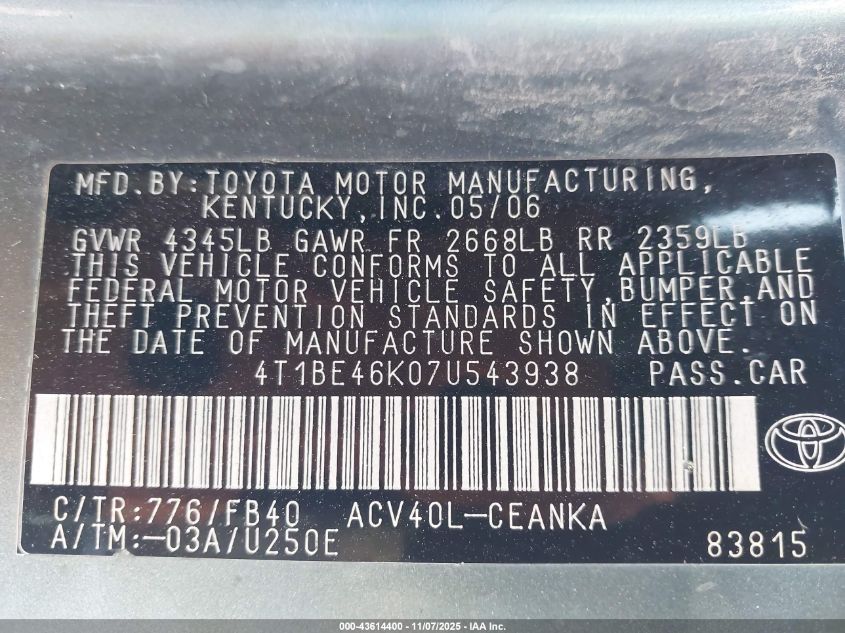 MFD.BY:TOYOTA MOTOR MANUFACTURING,
KENTUCKY,INC.05/06
GVWR 4345LB GAWR FR 2668LB RR 2359LB
THIS VEHICLE CONFORMS TO ALL APPLICABLE
FEDERAL MOTOR VEHICLE SAFETY,BUMPER,AND
THEFT PREVENTION STANDARDS IN EFFECT ON
THE DATE OF MANUFACTURE SHOWN ABOVE.
4T1BE46K07U543938 PASS.CAR
C/TR:776/FB40 ACV40L-CEANKA
A/TM:-03A/U250E 83815
000-43614400 - 11/07/2025 - IAA Inc.